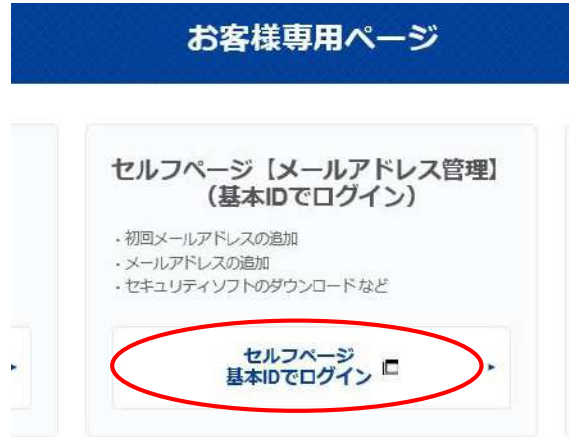 お客様専用ページ
セルフページ【メールアドレス管理】
（基本IDでログイン）
・初回メールアドレスの追加
・メールアドレスの追加
・セキュリティソフトのダウンロードなど
セルフページ
基本IDでログイン